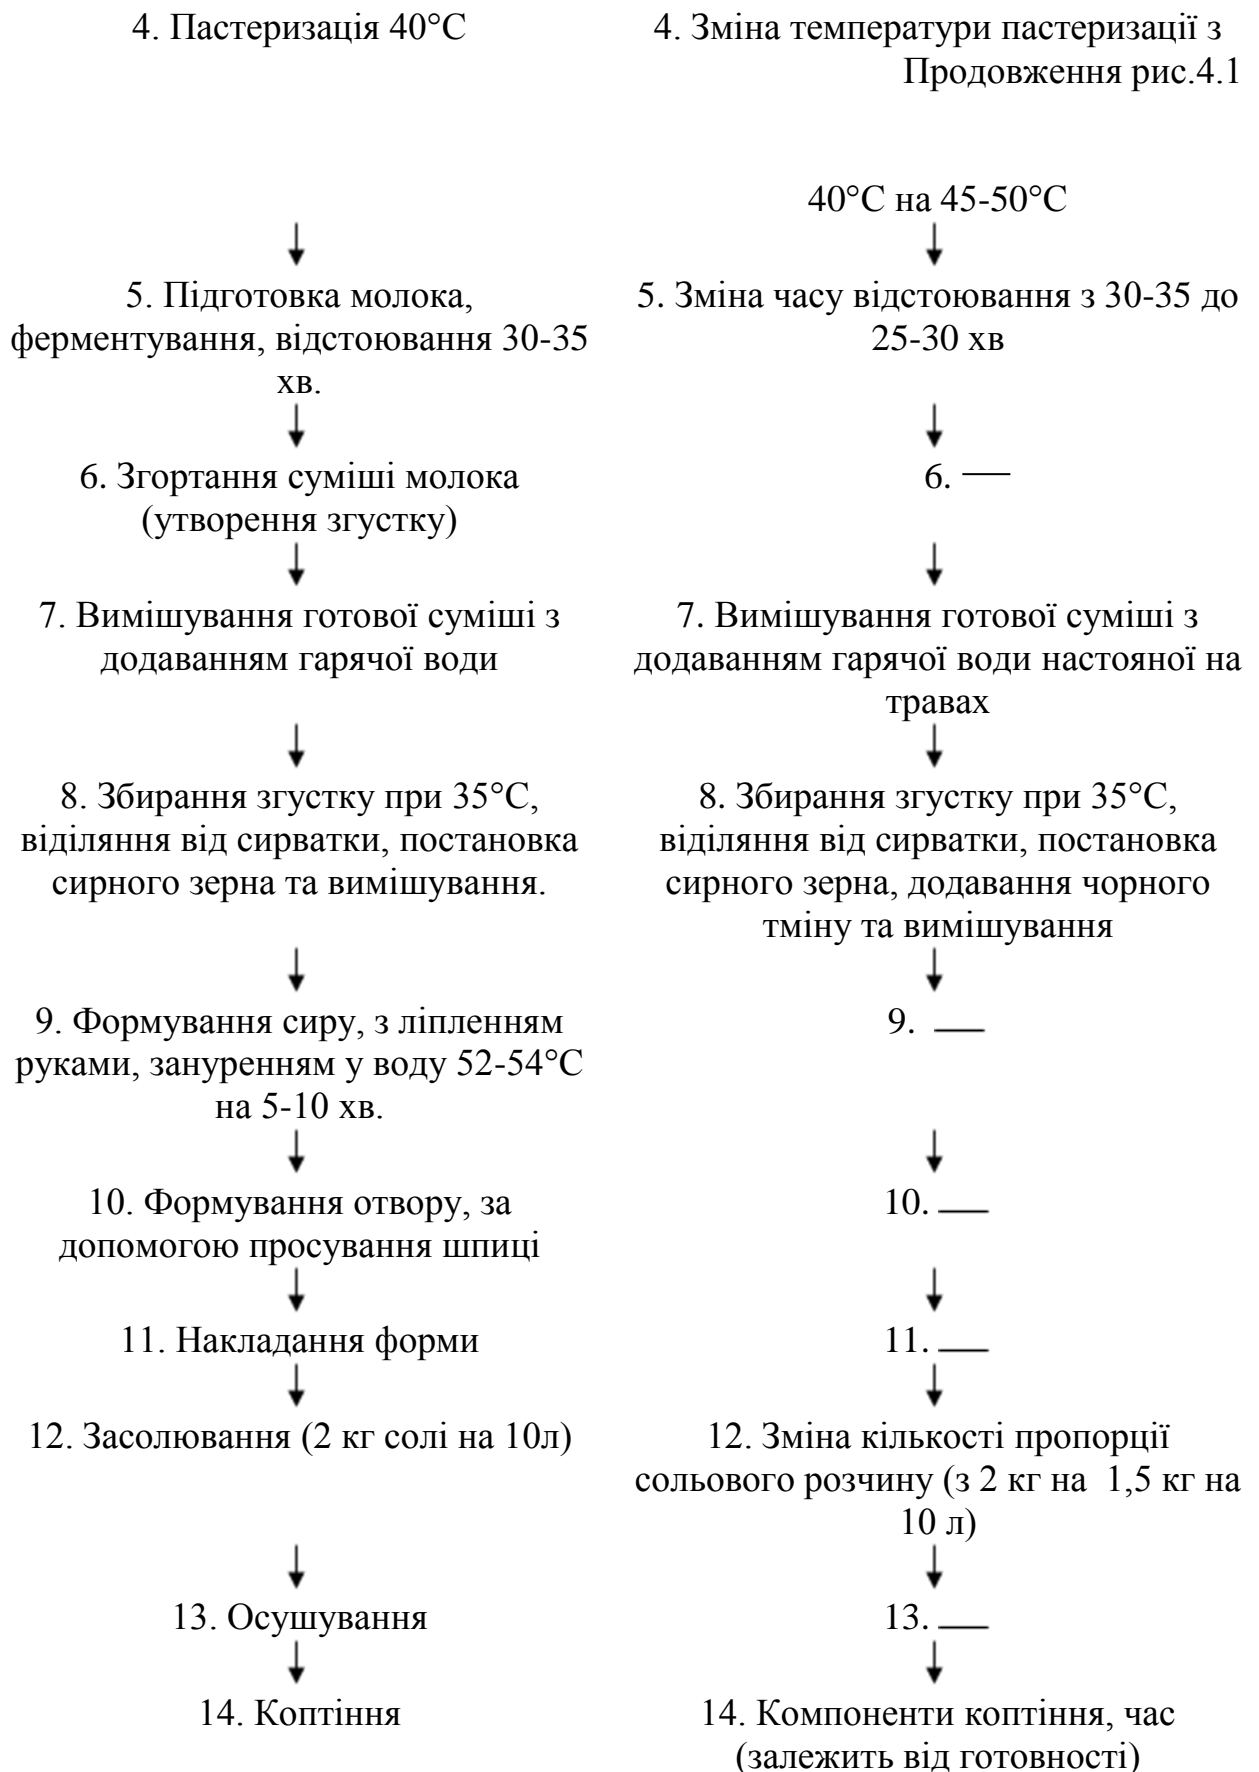 4. Пастеризація 40°С
4. Зміна температури пастеризації з
Продовження рис.4.1
40°С на 45-50°С
5. Підготовка молока,
ферментування, відстоювання 30-35
хв.
5. Зміна часу відстоювання з 30-35 до
25-30 хв
6. Згортання суміші молока
(утворення згустку)
6. —
7. Вимішування готової суміші з
додаванням гарячої води
7. Вимішування готової суміші з
додаванням гарячої води настояної на
травах
8. Збирання згустку при 35°С,
віділяння від сирватки, постановка
сирного зерна та вимішування.
8. Збирання згустку при 35°С,
віділяння від сирватки, постановка
сирного зерна, додавання чорного
тміну та вимішування
9. Формування сиру, з ліпленням
руками, зануренням у воду 52-54°С
на 5-10 хв.
9. —
10. Формування отвору, за
допомогою просування шпиці
10. —
11. Накладання форми
11. —
12. Засолювання (2 кг солі на 10л)
12. Зміна кількості пропорції
сольового розчину (з 2 кг на 1,5 кг на
10 л)
13. Осушування
13. —
14. Коптіння
14. Компоненти коптіння, час
(залежить від готовності)